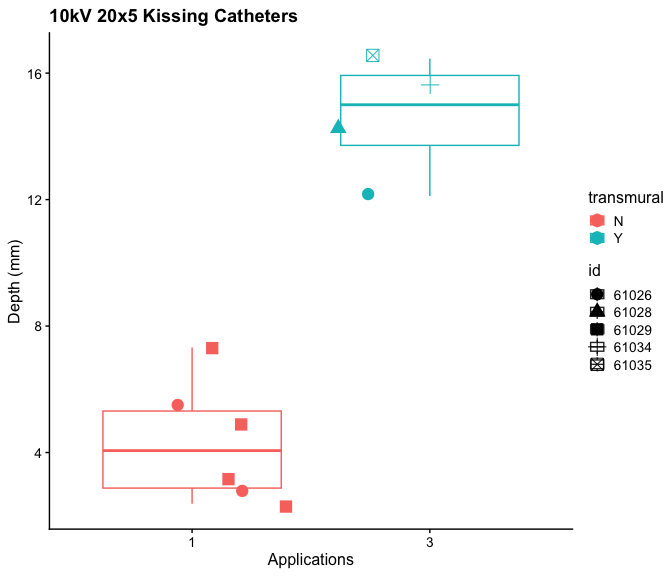 10kV 20x5 Kissing Catheters
Depth (mm)
16
12
8
4
1
3
Applications
transmural
N
Y
id
61026
61028
61029
61034
61035